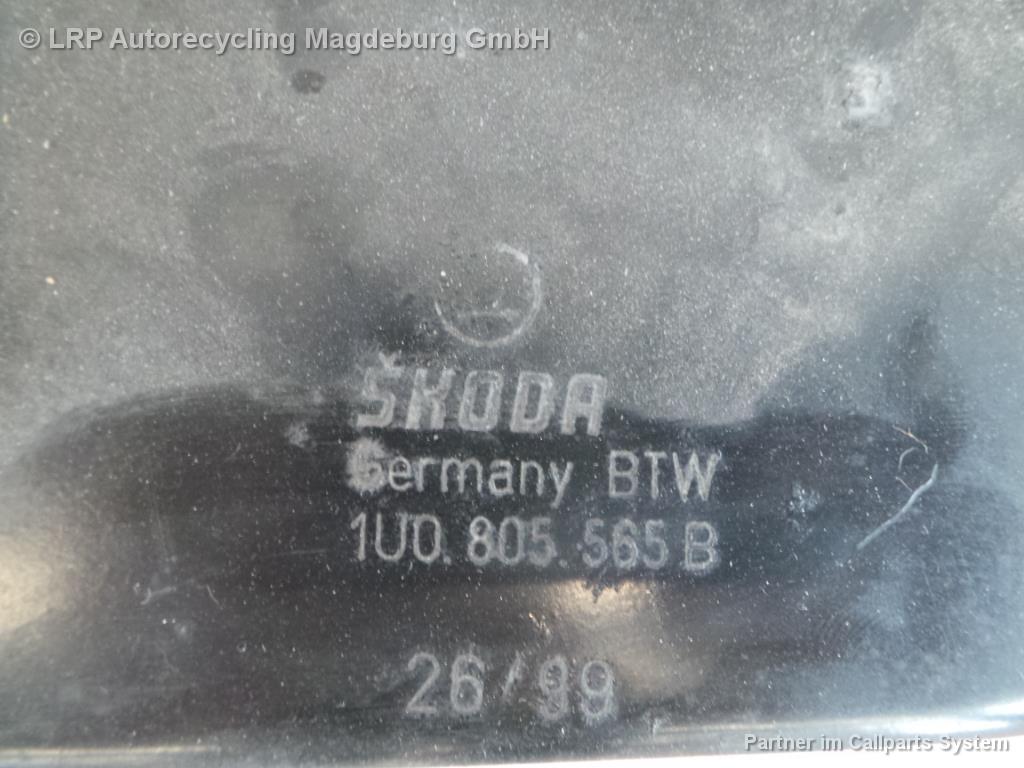 © LRP Autorecycling Magdeburg GmbH
ŠKODA
Germany BTW
1U0. 805. 565 B
26/99
Partner im Callparts System